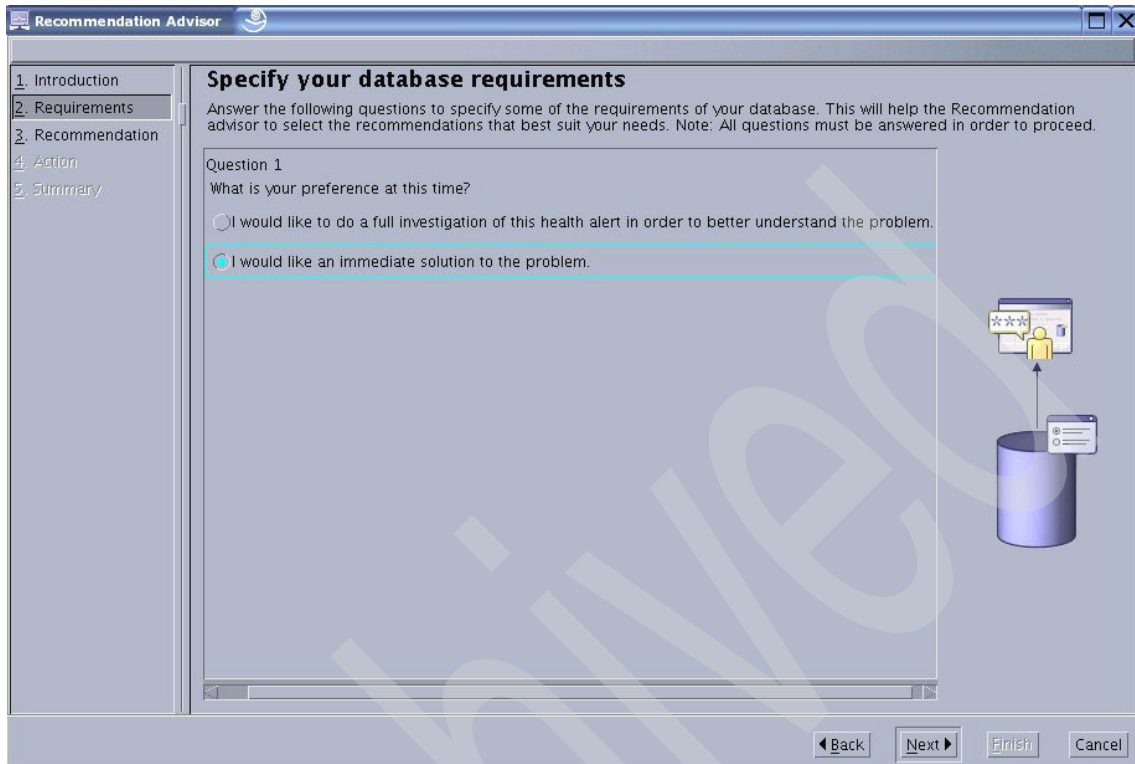 Recommendation Advisor
1. Introduction
2. Requirements
3. Recommendation
4. Action
5. Summary
Specify your database requirements
Answer the following questions to specify some of the requirements of your database. This will help the Recommendation
advisor to select the recommendations that best suit your needs. Note: All questions must be answered in order to proceed.
Question 1
What is your preference at this time?
I would like to do a full investigation of this health alert in order to better understand the problem.
I would like an immediate solution to the problem.
***
hived
Back
Next
Finish
Cancel